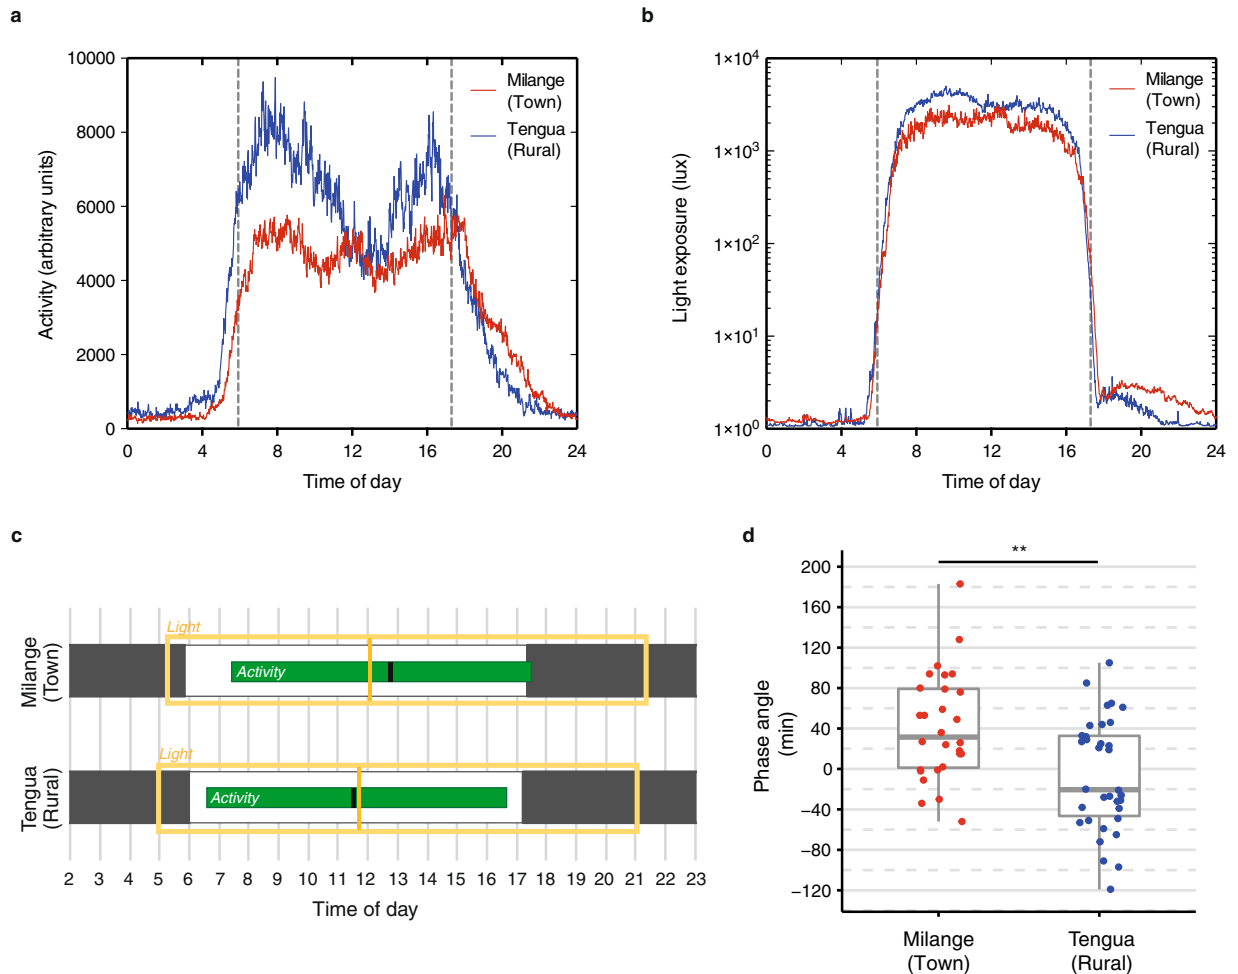 a
10000
8000
6000
4000
2000
0
Activity (arbitrary units)
Milange
(Town)
Tengua
(Rural)
0 4 8 12 16 20 24
Time of day
b
1×10⁴
1×10³
1×10²
1×10¹
1×10⁰
Light exposure (lux)
Milange
(Town)
Tengua
(Rural)
0 4 8 12 16 20 24
Time of day
c
Milange
(Town)
Light
Activity
Tengua
(Rural)
Light
Activity
2 3 4 5 6 7 8 9 10 11 12 13 14 15 16 17 18 19 20 21 22 23
Time of day
d
**
200
160
120
80
40
0
−40
−80
−120
Phase angle
(min)
Milange
(Town)
Tengua
(Rural)